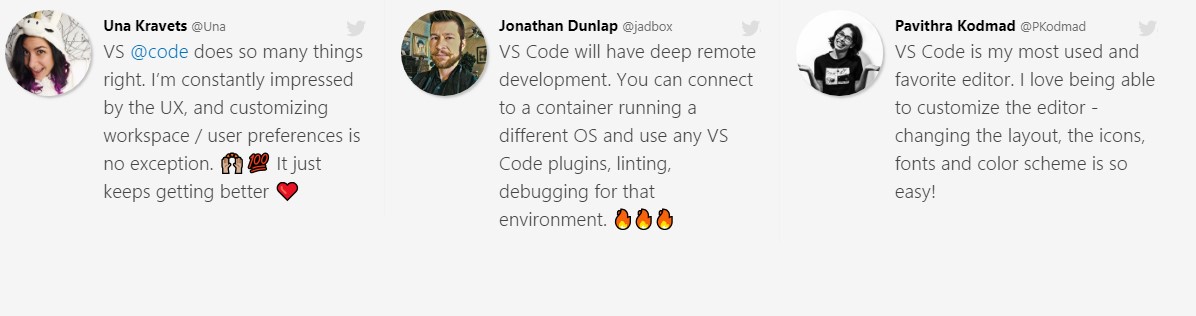 Una Kravets @Una
VS @code does so many things
right. I’m constantly impressed
by the UX, and customizing
workspace / user preferences is
no exception. 🙌🏽💯 It just
keeps getting better ❤️
Jonathan Dunlap @jadbox
VS Code will have deep remote
development. You can connect
to a container running a
different OS and use any VS
Code plugins, linting,
debugging for that
environment. 🔥🔥🔥
Pavithra Kodmad @PKodmad
VS Code is my most used and
favorite editor. I love being able
to customize the editor -
changing the layout, the icons,
fonts and color scheme is so
easy!